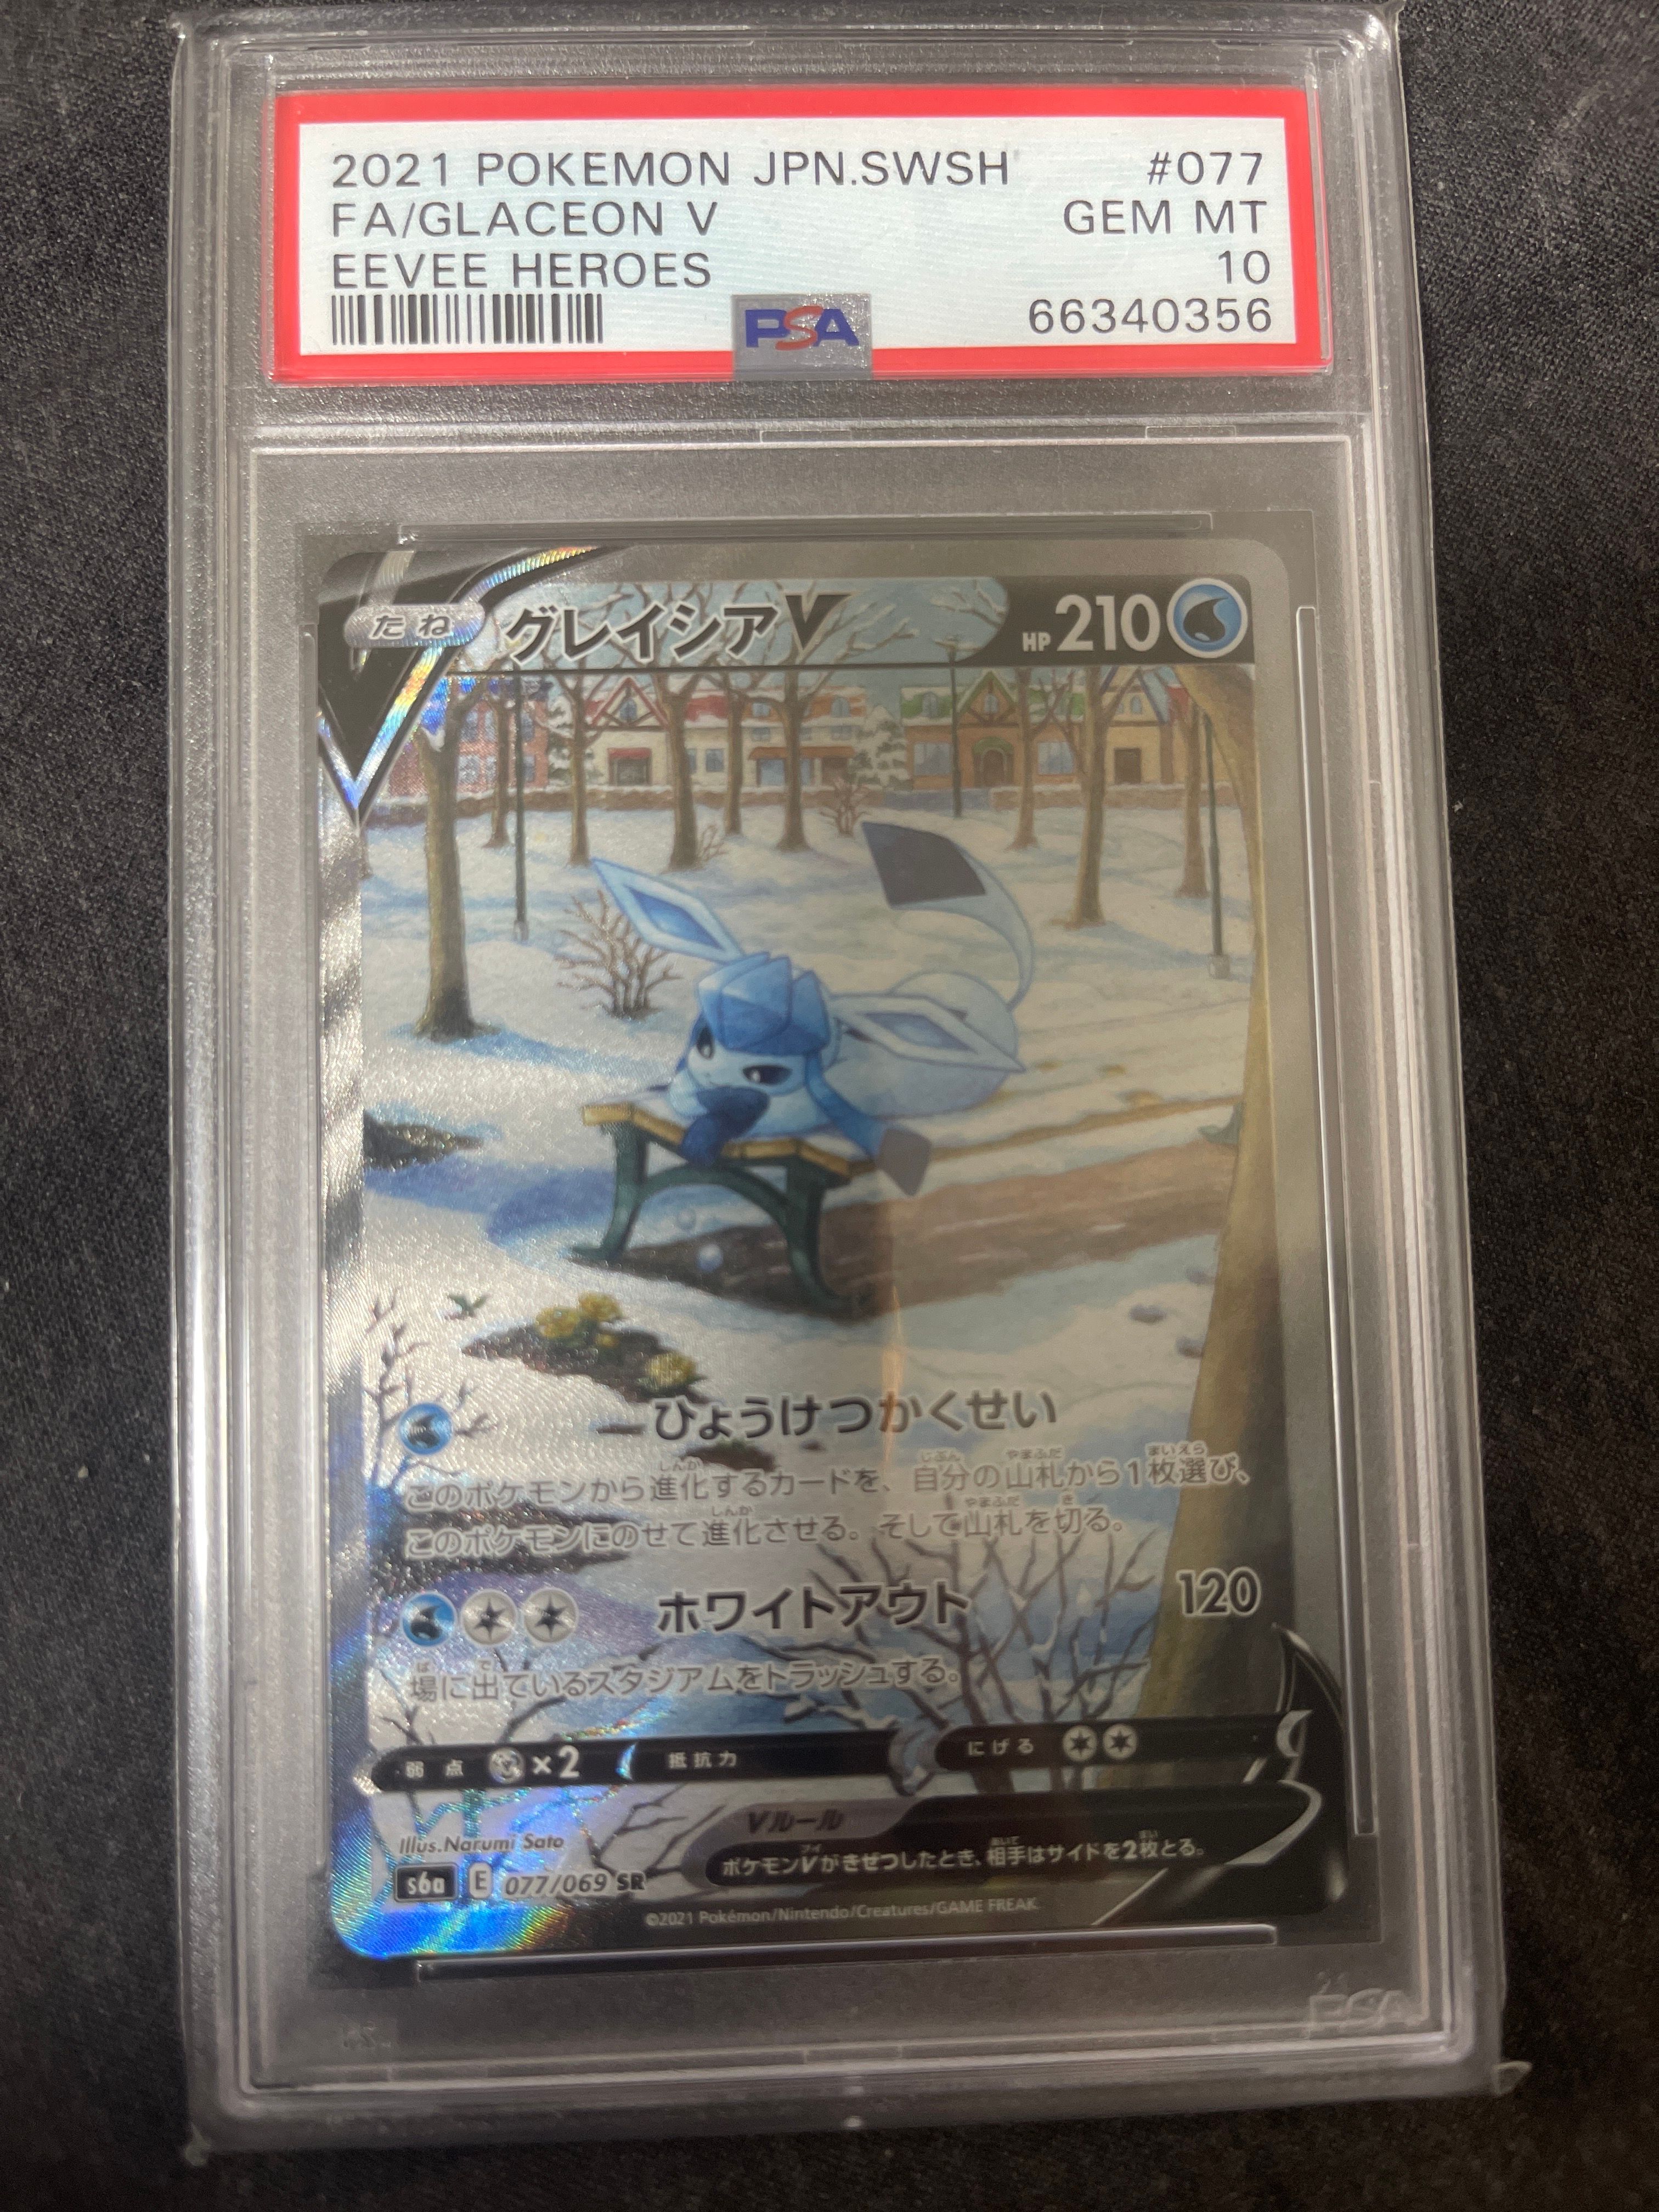 2021 POKEMON JPN.SWSH #077
FA/GLACEON V GEM MT
EEVEE HEROES 10
PSA 66340356
たね グレイシアV HP 210
ひょうけつかくせい
このポケモンから進化するカードを、自分の山札から1枚選び、
このポケモンにのせて進化させる。そして山札を切る。
ホワイトアウト 120
場に出ているスタジアムをトラッシュする。
弱点 ×2 抵抗力 にげる
Vルール
ポケモンVがきぜつしたとき、相手はサイドを2枚とる。
Illus.Narumi Sato
s6a E 077/069 SR
©2021 Pokémon/Nintendo/Creatures/GAME FREAK
PSA